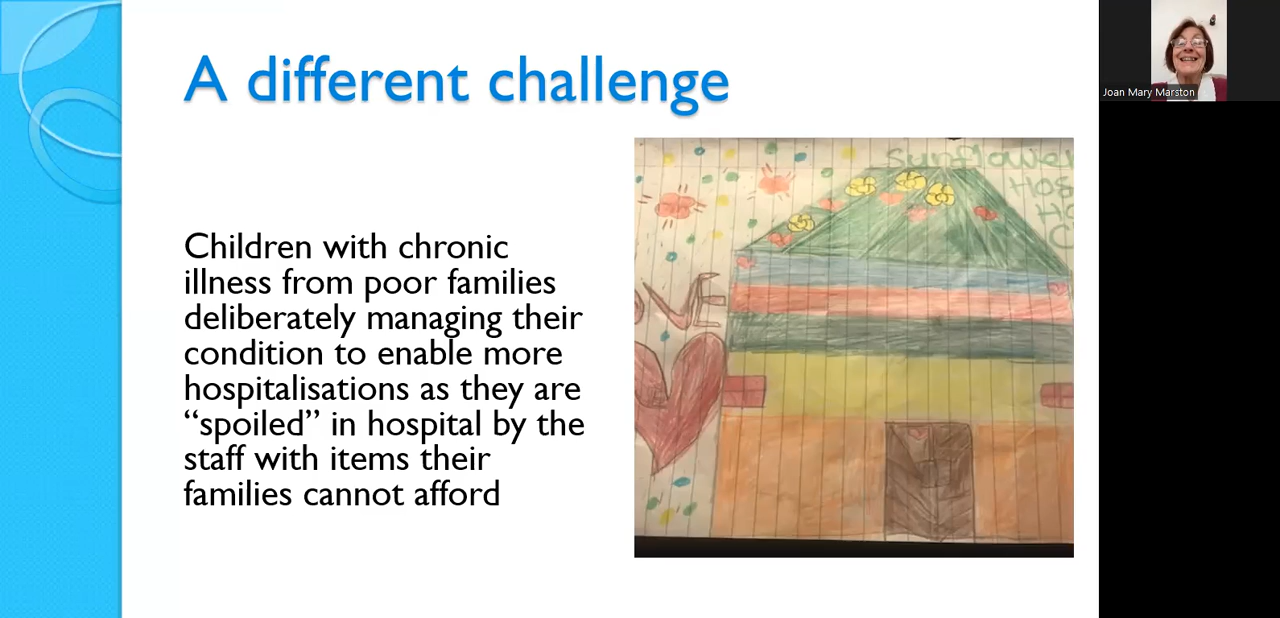 A different challenge
Joan Mary Marston
Children with chronic
illness from poor families
deliberately managing their
condition to enable more
hospitalisations as they are
“spoiled” in hospital by the
staff with items their
families cannot afford
Sunflower